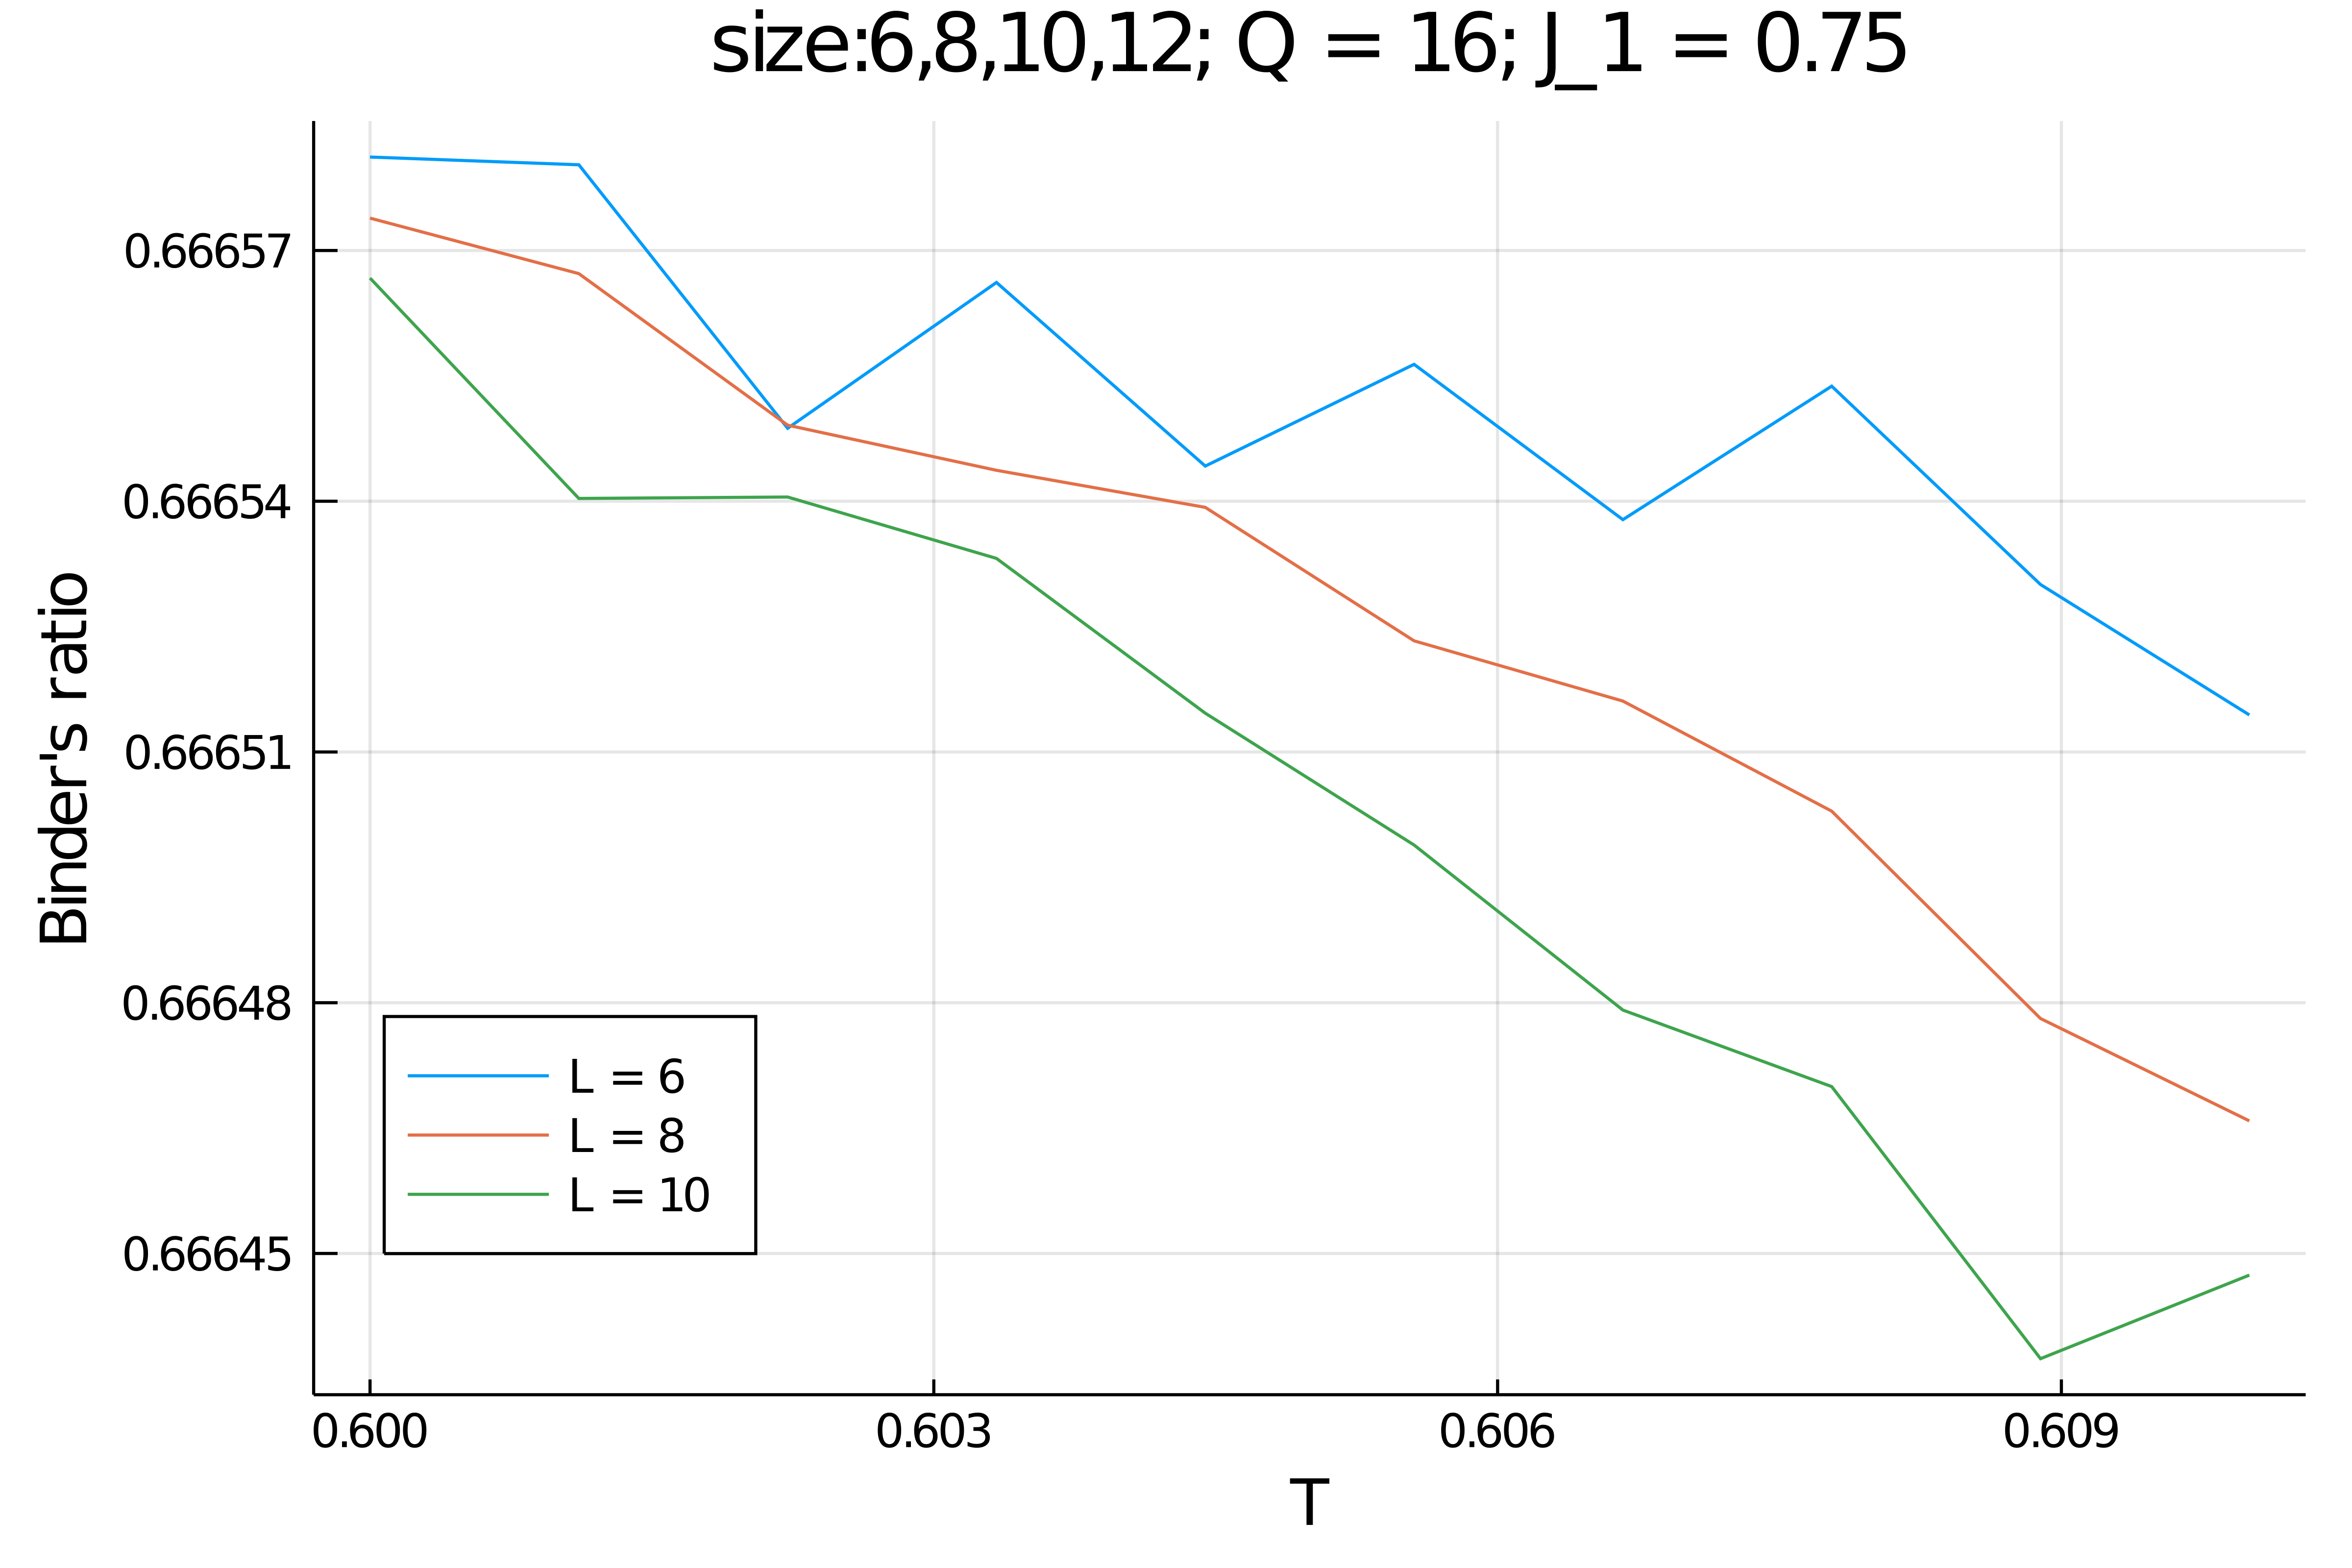 size:6,8,10,12; Q = 16; J_1 = 0.75
Binder's ratio
0.66657
0.66654
0.66651
0.66648
0.66645
L = 6
L = 8
L = 10
0.600
0.603
0.606
0.609
T